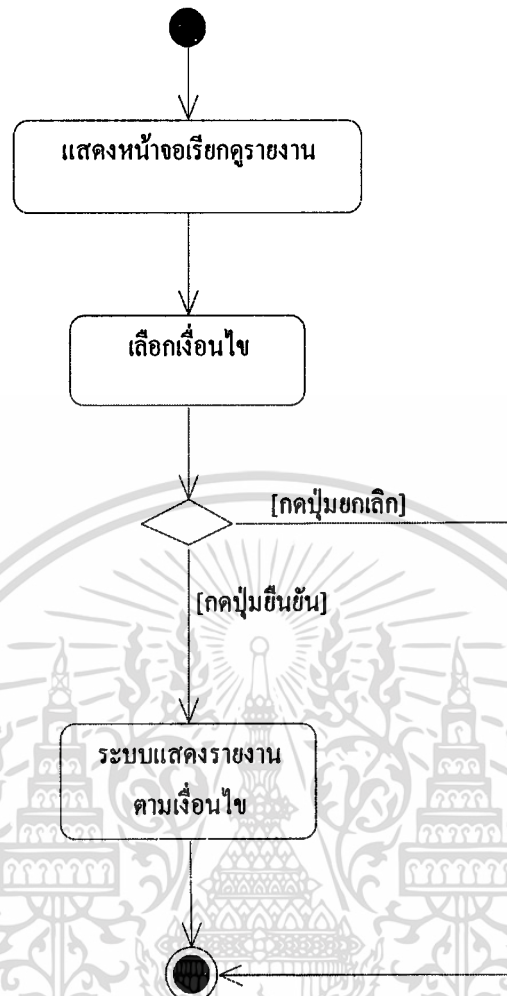 แสดงหน้าจอเรียกดูรายงาน
เลือกเงื่อนไข
[กดปุ่มยกเลิก]
[กดปุ่มยืนยัน]
ระบบแสดงรายงาน
ตามเงื่อนไข